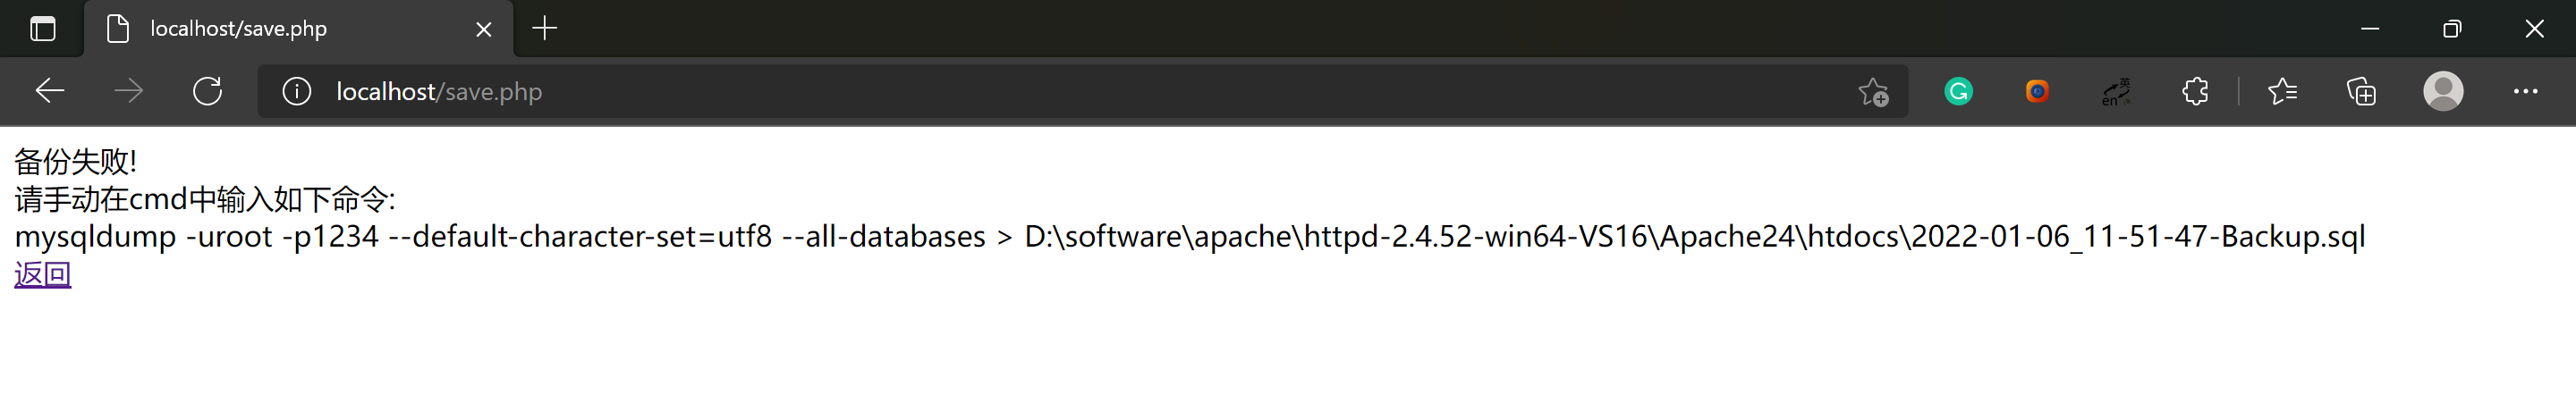 localhost/save.php
localhost/save.php
en 英
备份失败!
请手动在cmd中输入如下命令:
mysqldump -uroot -p1234 --default-character-set=utf8 --all-databases > D:\software\apache\httpd-2.4.52-win64-VS16\Apache24\htdocs\2022-01-06_11-51-47-Backup.sql
返回